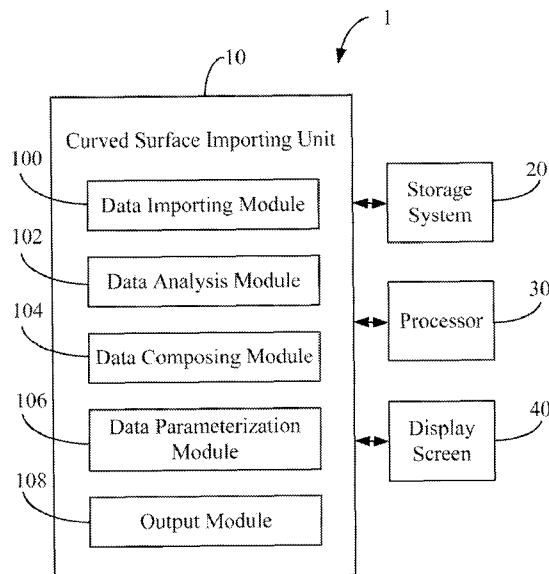 1
10
Curved Surface Importing Unit
100
Data Importing Module
20
Storage
System
102
Data Analysis Module
104
Data Composing Module
30
Processor
106
Data Parameterization
Module
40
Display
Screen
108
Output Module